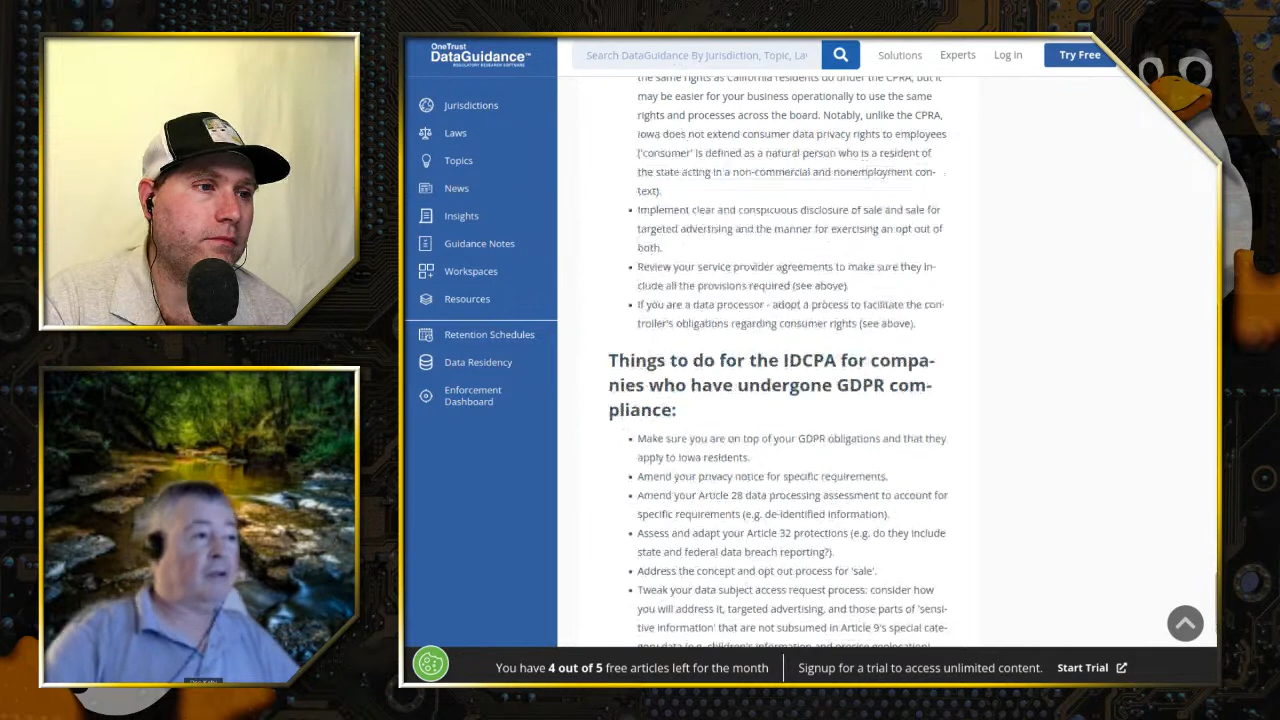 OneTrust
DataGuidance™
REGULATORY RESEARCH SOFTWARE
Search DataGuidance By Jurisdiction, Topic, La
Solutions
Experts
Log in
Try Free
Jurisdictions
Laws
Topics
News
Insights
Guidance Notes
Workspaces
Resources
Retention Schedules
Data Residency
Enforcement
Dashboard
the same rights as California residents do under the CPRA, but it
may be easier for your business operationally to use the same
rights and processes across the board. Notably, unlike the CPRA,
Iowa does not extend consumer data privacy rights to employees
('consumer' is defined as a natural person who is a resident of
the state acting in a non-commercial and nonemployment con-
text).
▪ Implement clear and conspicuous disclosure of sale and sale for
targeted advertising and the manner for exercising an opt out of
both.
▪ Review your service provider agreements to make sure they in-
clude all the provisions required (see above).
▪ If you are a data processor - adopt a process to facilitate the con-
troller's obligations regarding consumer rights (see above).
Things to do for the IDCPA for compa-
nies who have undergone GDPR com-
pliance:
▪ Make sure you are on top of your GDPR obligations and that they
apply to Iowa residents.
▪ Amend your privacy notice for specific requirements.
▪ Amend your Article 28 data processing assessment to account for
specific requirements (e.g. de-identified information).
▪ Assess and adapt your Article 32 protections (e.g. do they include
state and federal data breach reporting?).
▪ Address the concept and opt out process for 'sale'.
▪ Tweak your data subject access request process: consider how
you will address it, targeted advertising, and those parts of 'sensi-
tive information' that are not subsumed in Article 9's special cate-
gory data (e.g. children's information and precise geolocation)
You have 4 out of 5 free articles left for the month
Signup for a trial to access unlimited content.
Start Trial